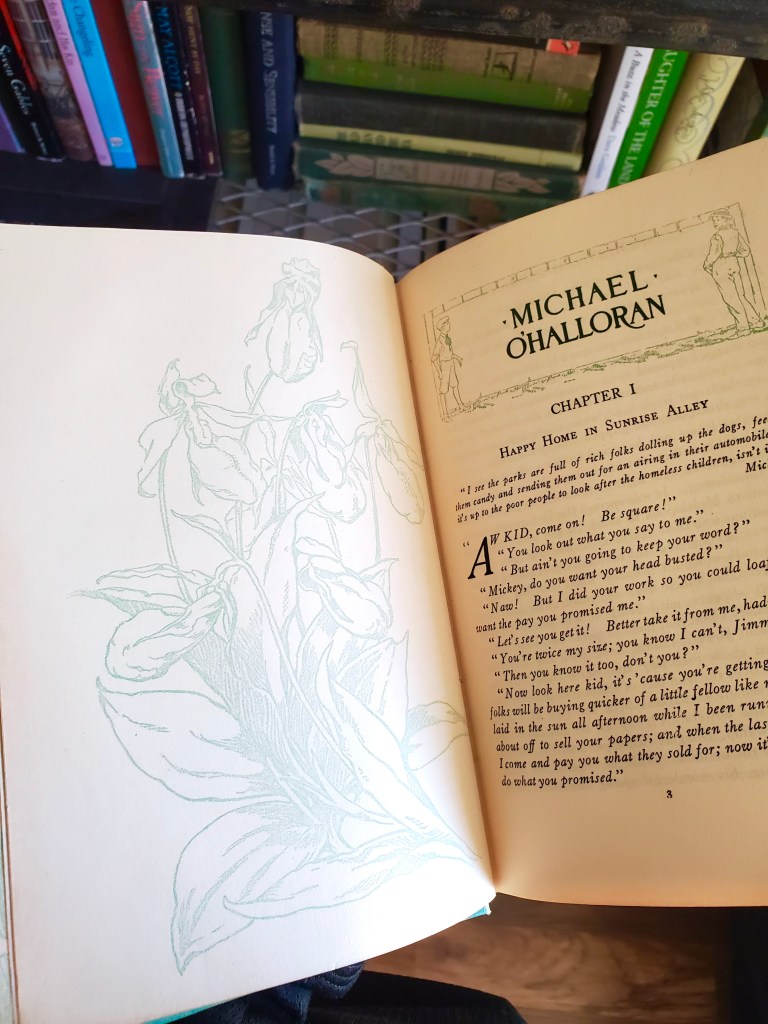 Seven Gables
Changeling
MAY ALCOTT
AND SENSIBILITY
AUGHTER OF THE LAND
·MICHAEL·
O'HALLORAN
CHAPTER I
HAPPY HOME IN SUNRISE ALLEY
"I see the parks are full of rich folks dolling up the dogs, fee
them candy and sending them out for an airing in their automobile
it's up to the poor people to look after the homeless children, isn't i
Mic
"AW KID, come on! Be square!"
"You look out what you say to me."
"But ain't you going to keep your word?"
"Mickey, do you want your head busted?"
"Naw! But I did your work so you could loaf
want the pay you promised me."
"Let's see you get it! Better take it from me, had
"You're twice my size; you know I can't, Jimm
"Then you know it too, don't you?"
"Now look here kid, it's 'cause you're getting
folks will be buying quicker of a little fellow like
laid in the sun all afternoon while I been runn
about off to sell your papers; and when the las
I come and pay you what they sold for; now it
do what you promised."
3